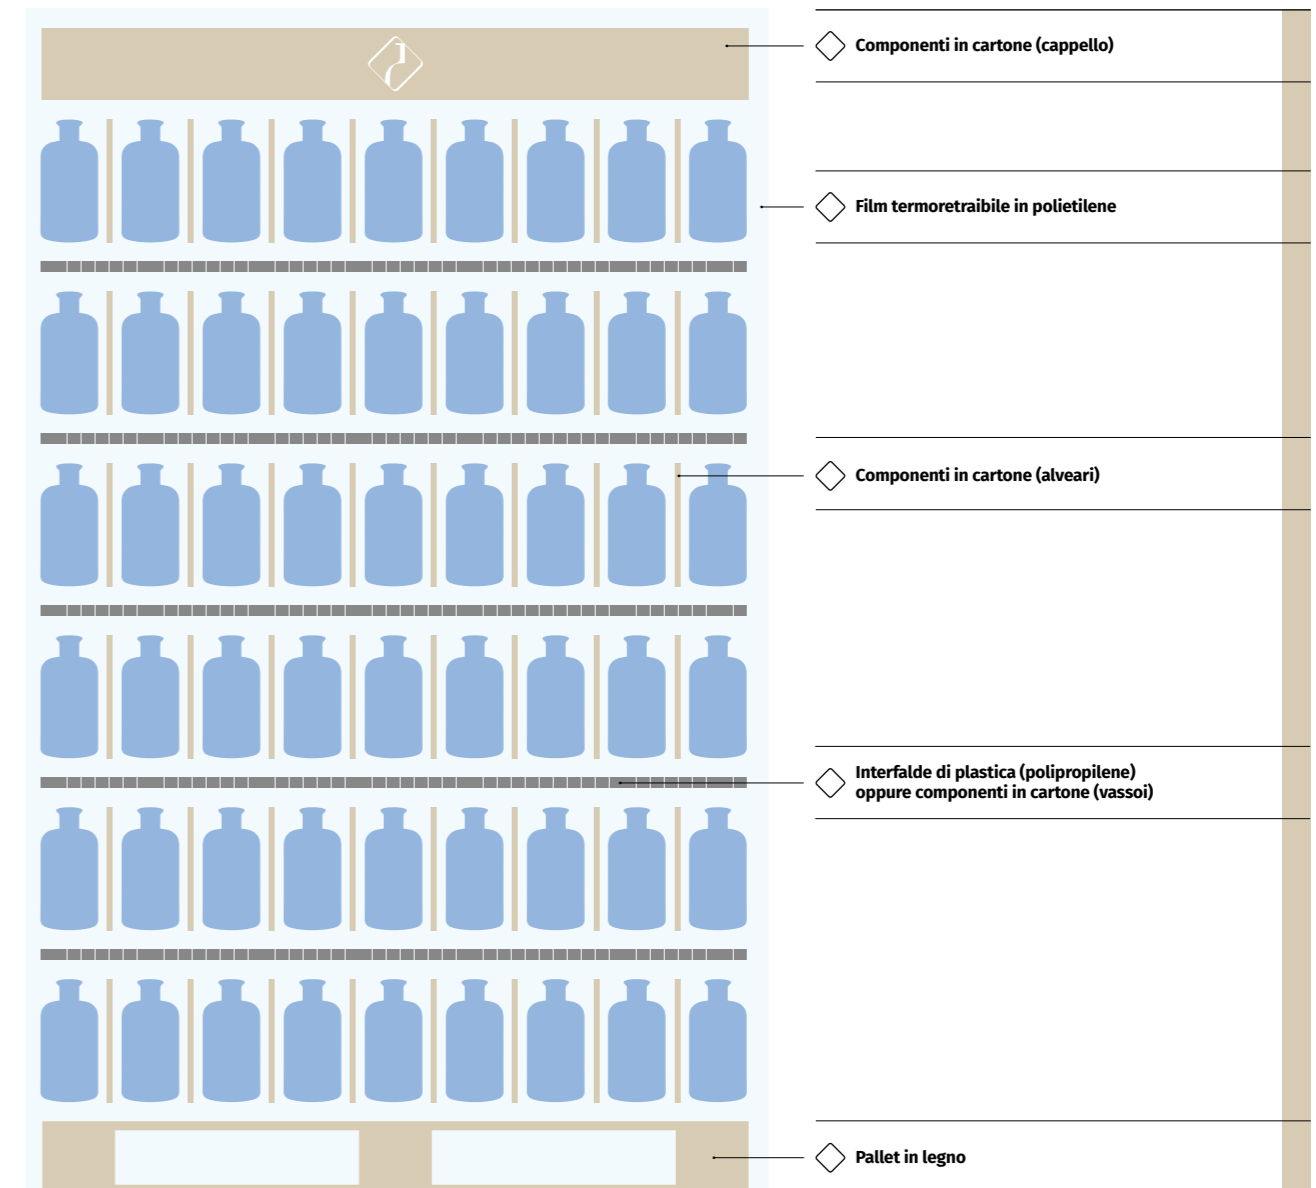 Componenti in cartone (cappello)
Film termoretraibile in polietilene
Componenti in cartone (alveari)
Interfalde di plastica (polipropilene)
oppure componenti in cartone (vassoi)
Pallet in legno